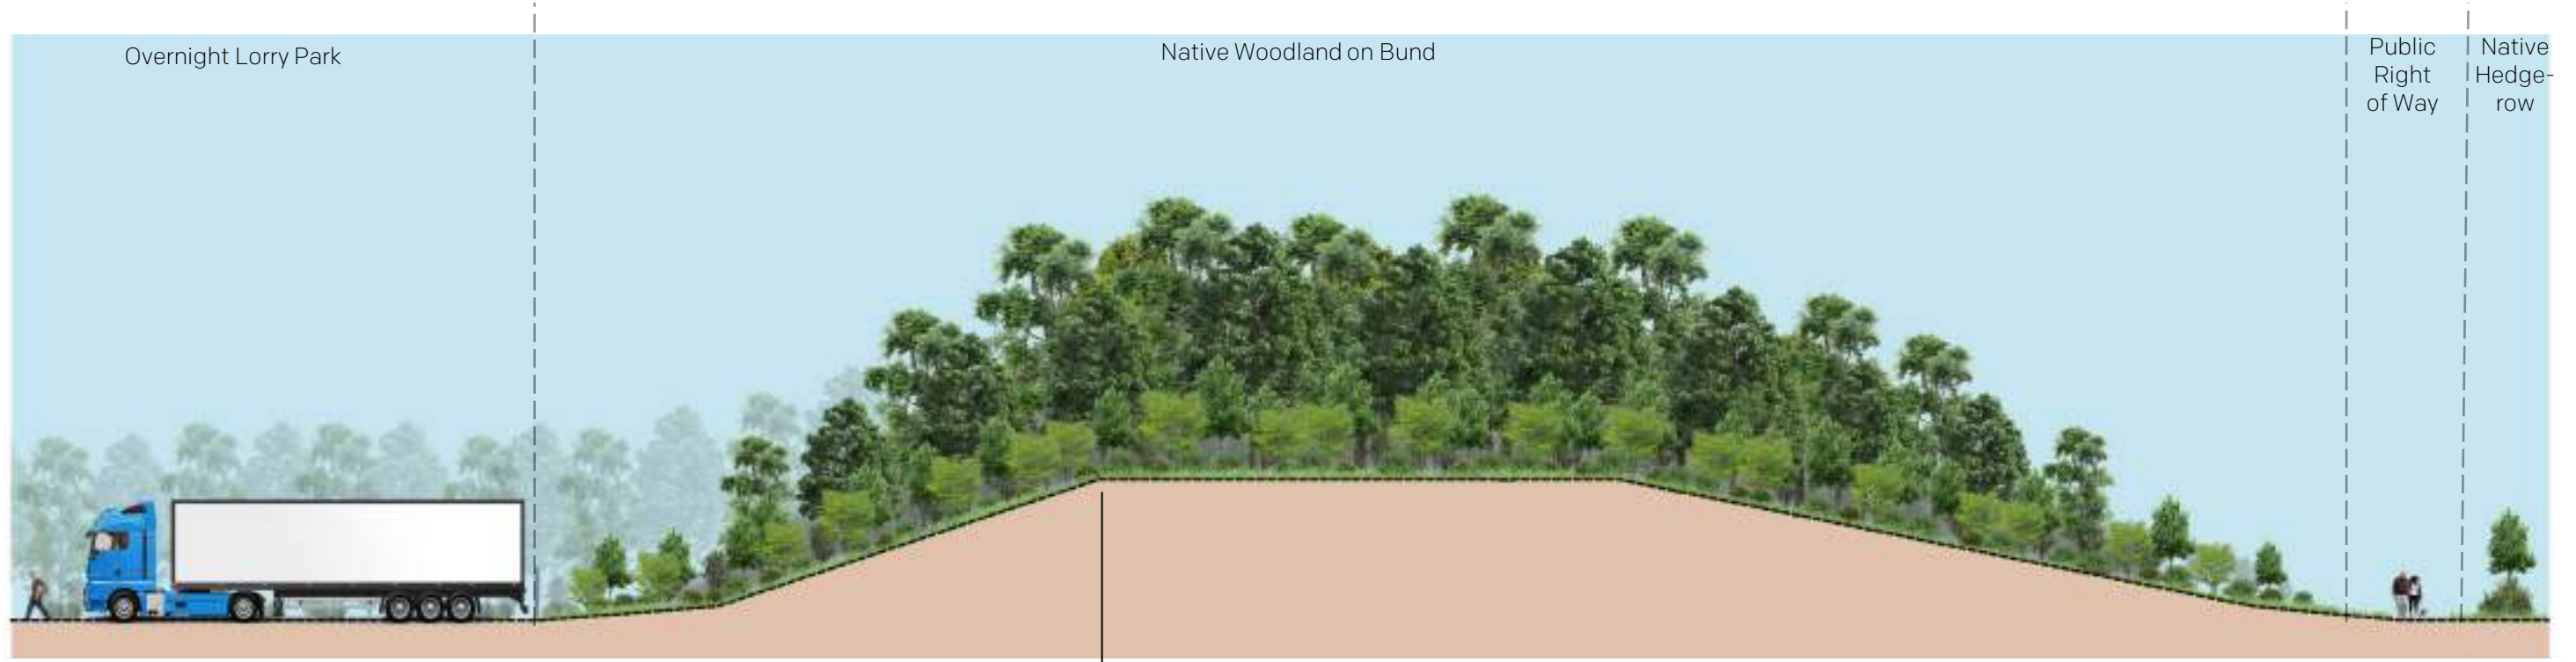 Overnight Lorry Park
Native Woodland on Bund
Public
Right
of Way
Native
Hedge-
row